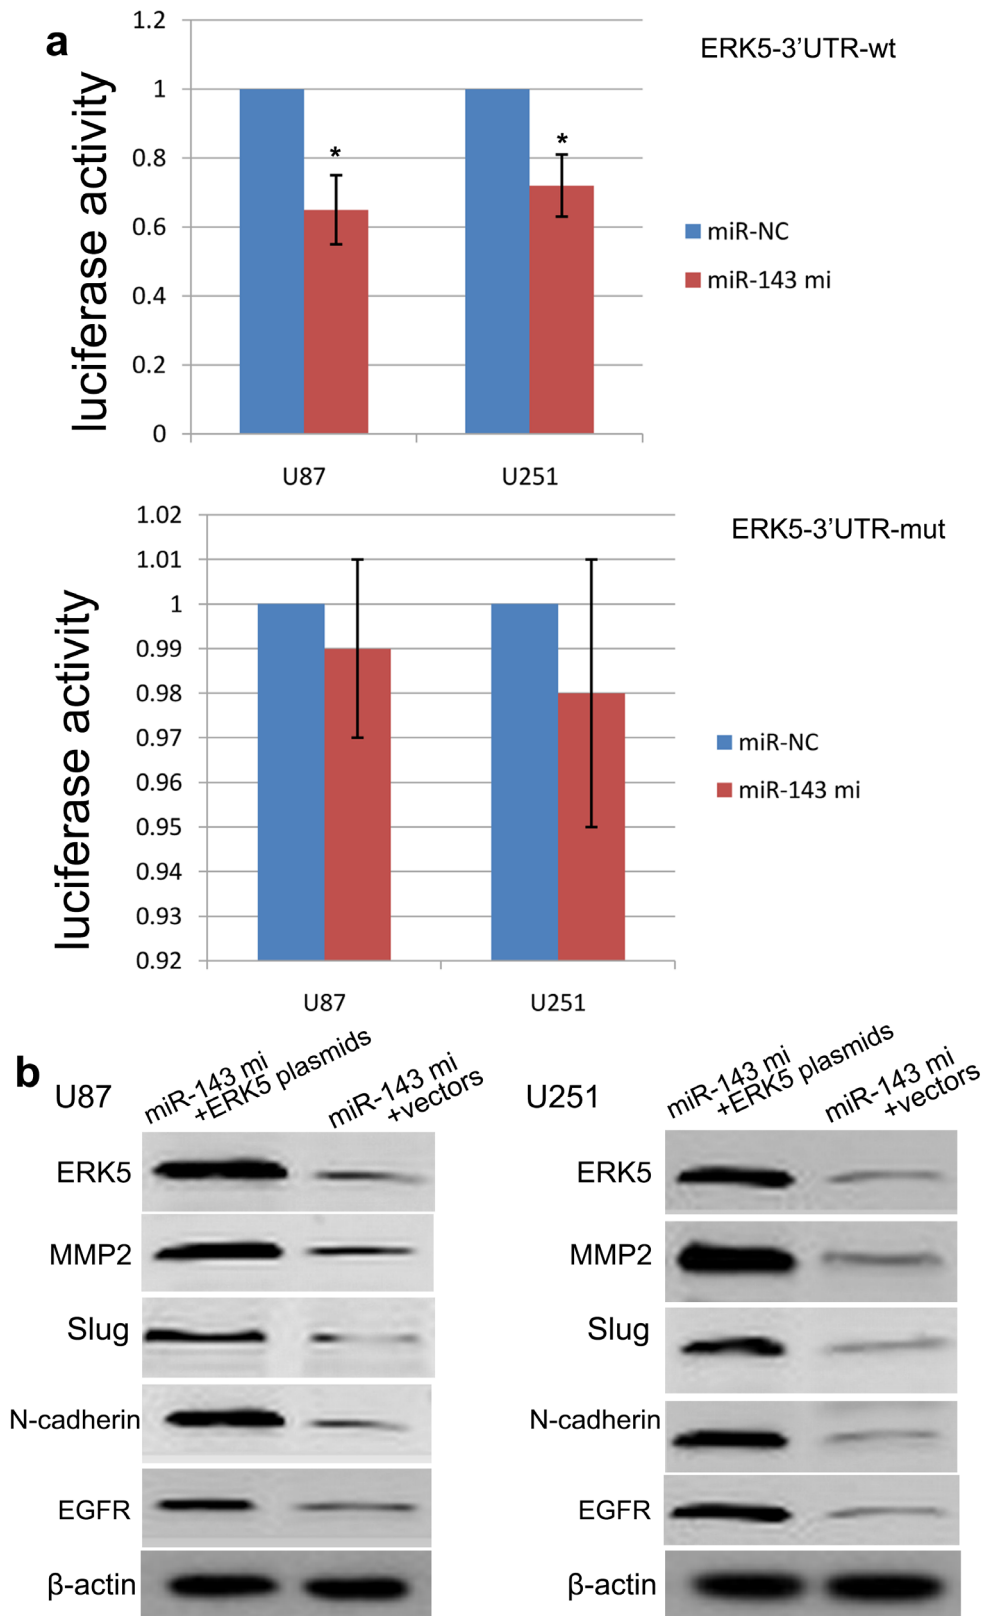 a
ERK5-3’UTR-wt
luciferase activity
1.2
1
0.8
0.6
0.4
0.2
0
*
*
miR-NC
miR-143 mi
U87
U251
ERK5-3’UTR-mut
luciferase activity
1.02
1.01
1
0.99
0.98
0.97
0.96
0.95
0.94
0.93
0.92
miR-NC
miR-143 mi
U87
U251
b
U87
miR-143 mi
+ERK5 plasmids
miR-143 mi
+vectors
ERK5
MMP2
Slug
N-cadherin
EGFR
β-actin
U251
miR-143 mi
+ERK5 plasmids
miR-143 mi
+vectors
ERK5
MMP2
Slug
N-cadherin
EGFR
β-actin